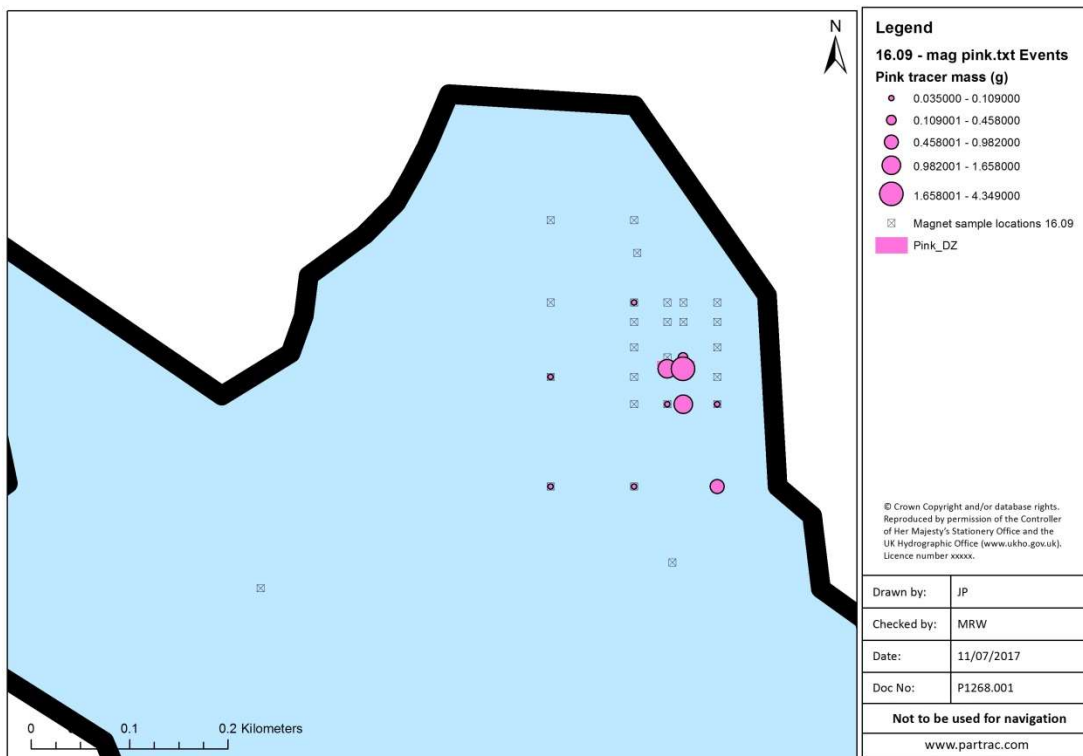 N
0
0.1
0.2 Kilometers
Legend
16.09 - mag pink.txt Events
Pink tracer mass (g)
0.035000 - 0.109000
0.109001 - 0.458000
0.458001 - 0.982000
0.982001 - 1.658000
1.658001 - 4.349000
Magnet sample locations 16.09
Pink_DZ
© Crown Copyright and/or database rights.
Reproduced by permission of the Controller
of Her Majesty's Stationery Office and the
UK Hydrographic Office (www.ukho.gov.uk).
Licence number xxxxx.
Drawn by: JP
Checked by: MRW
Date: 11/07/2017
Doc No: P1268.001
Not to be used for navigation
www.partrac.com